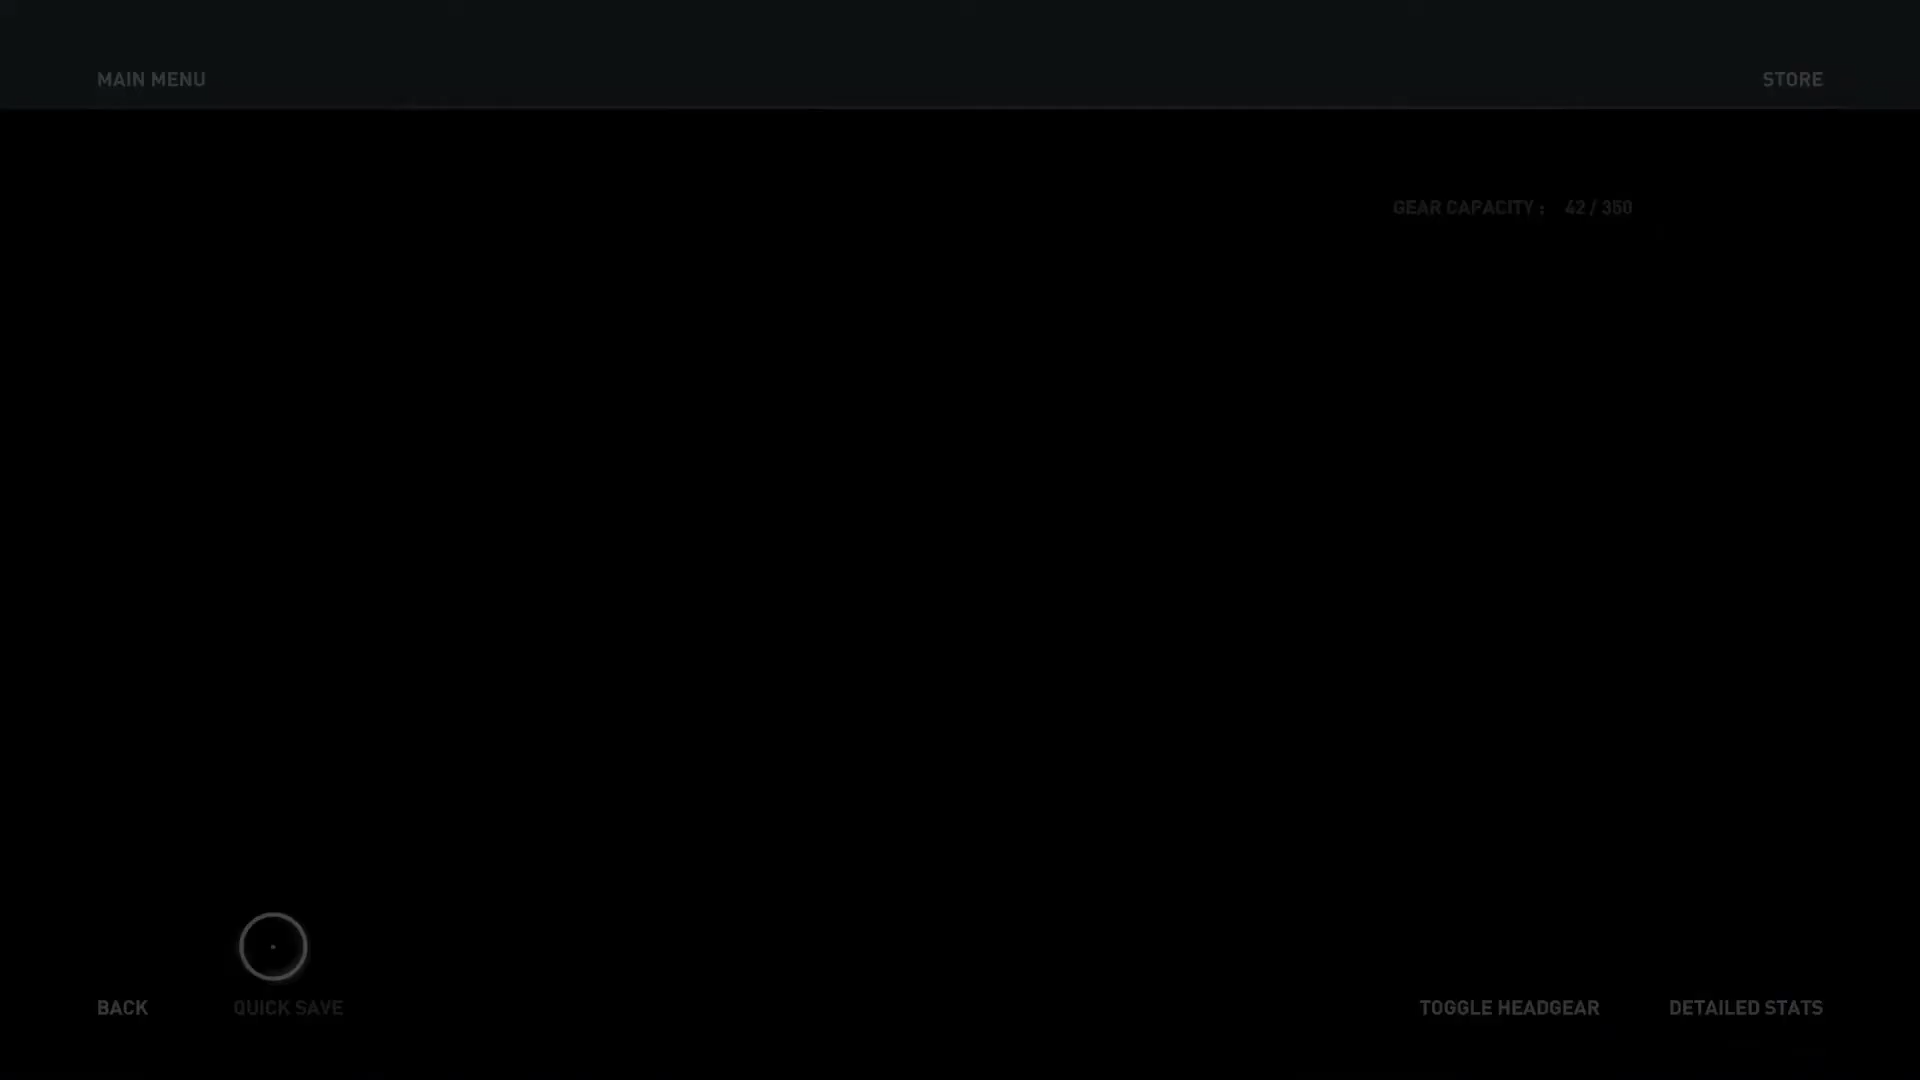 MAIN MENU
STORE
GEAR CAPACITY : 42 / 350
BACK
QUICK SAVE
TOGGLE HEADGEAR
DETAILED STATS